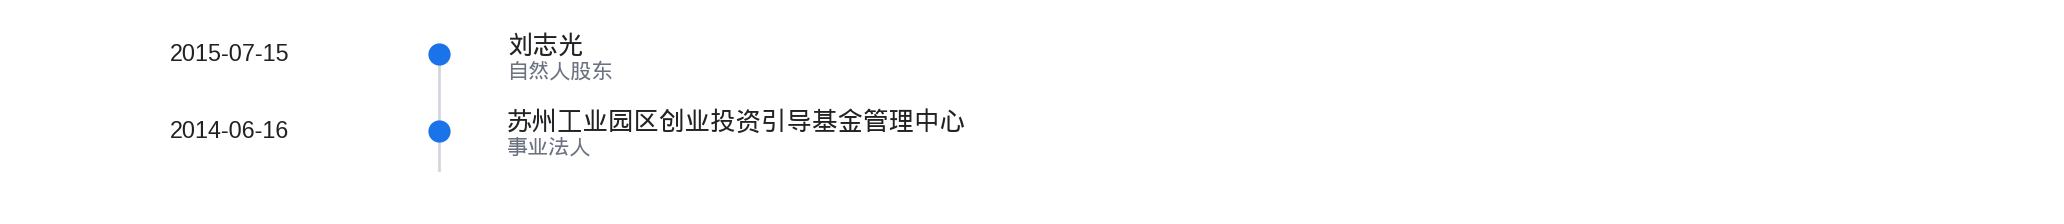 2015-07-15 刘志光
自然人股东
2014-06-16 苏州工业园区创业投资引导基金管理中心
事业法人